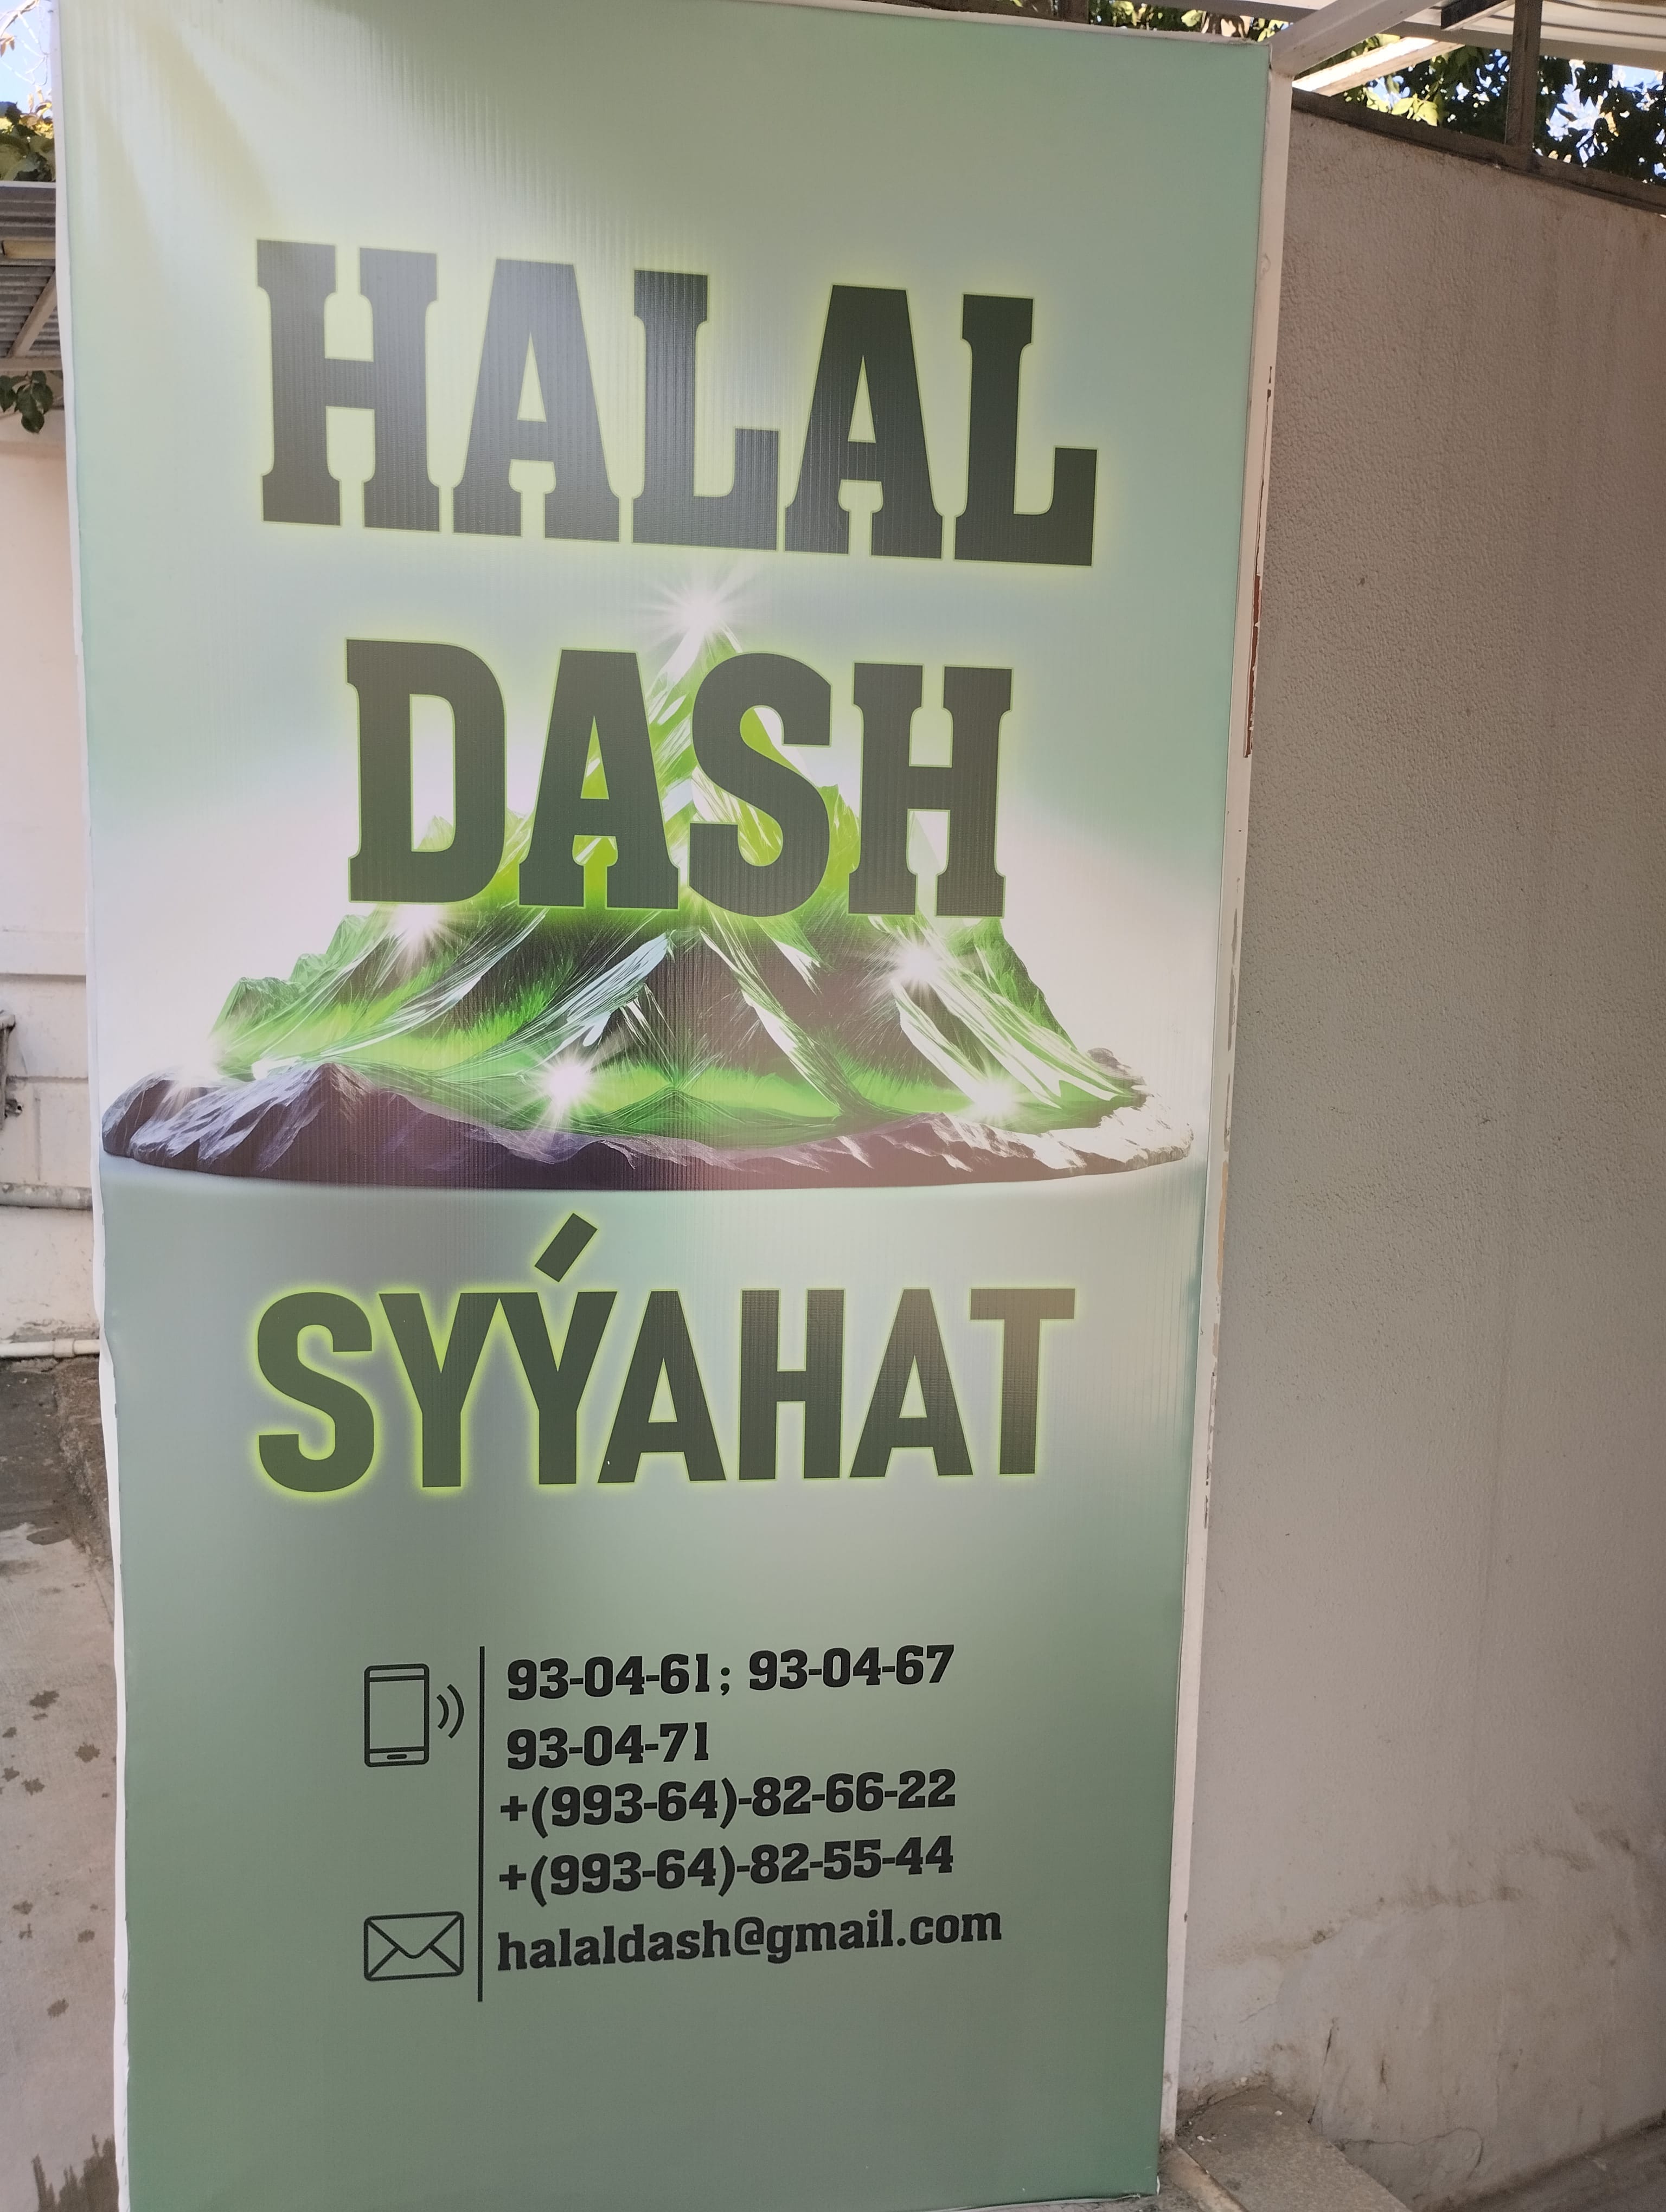 HALAL
DASH
SYÝAHAT
93-04-61; 93-04-67
93-04-71
+(993-64)-82-66-22
+(993-64)-82-55-44
halaldash@gmail.com